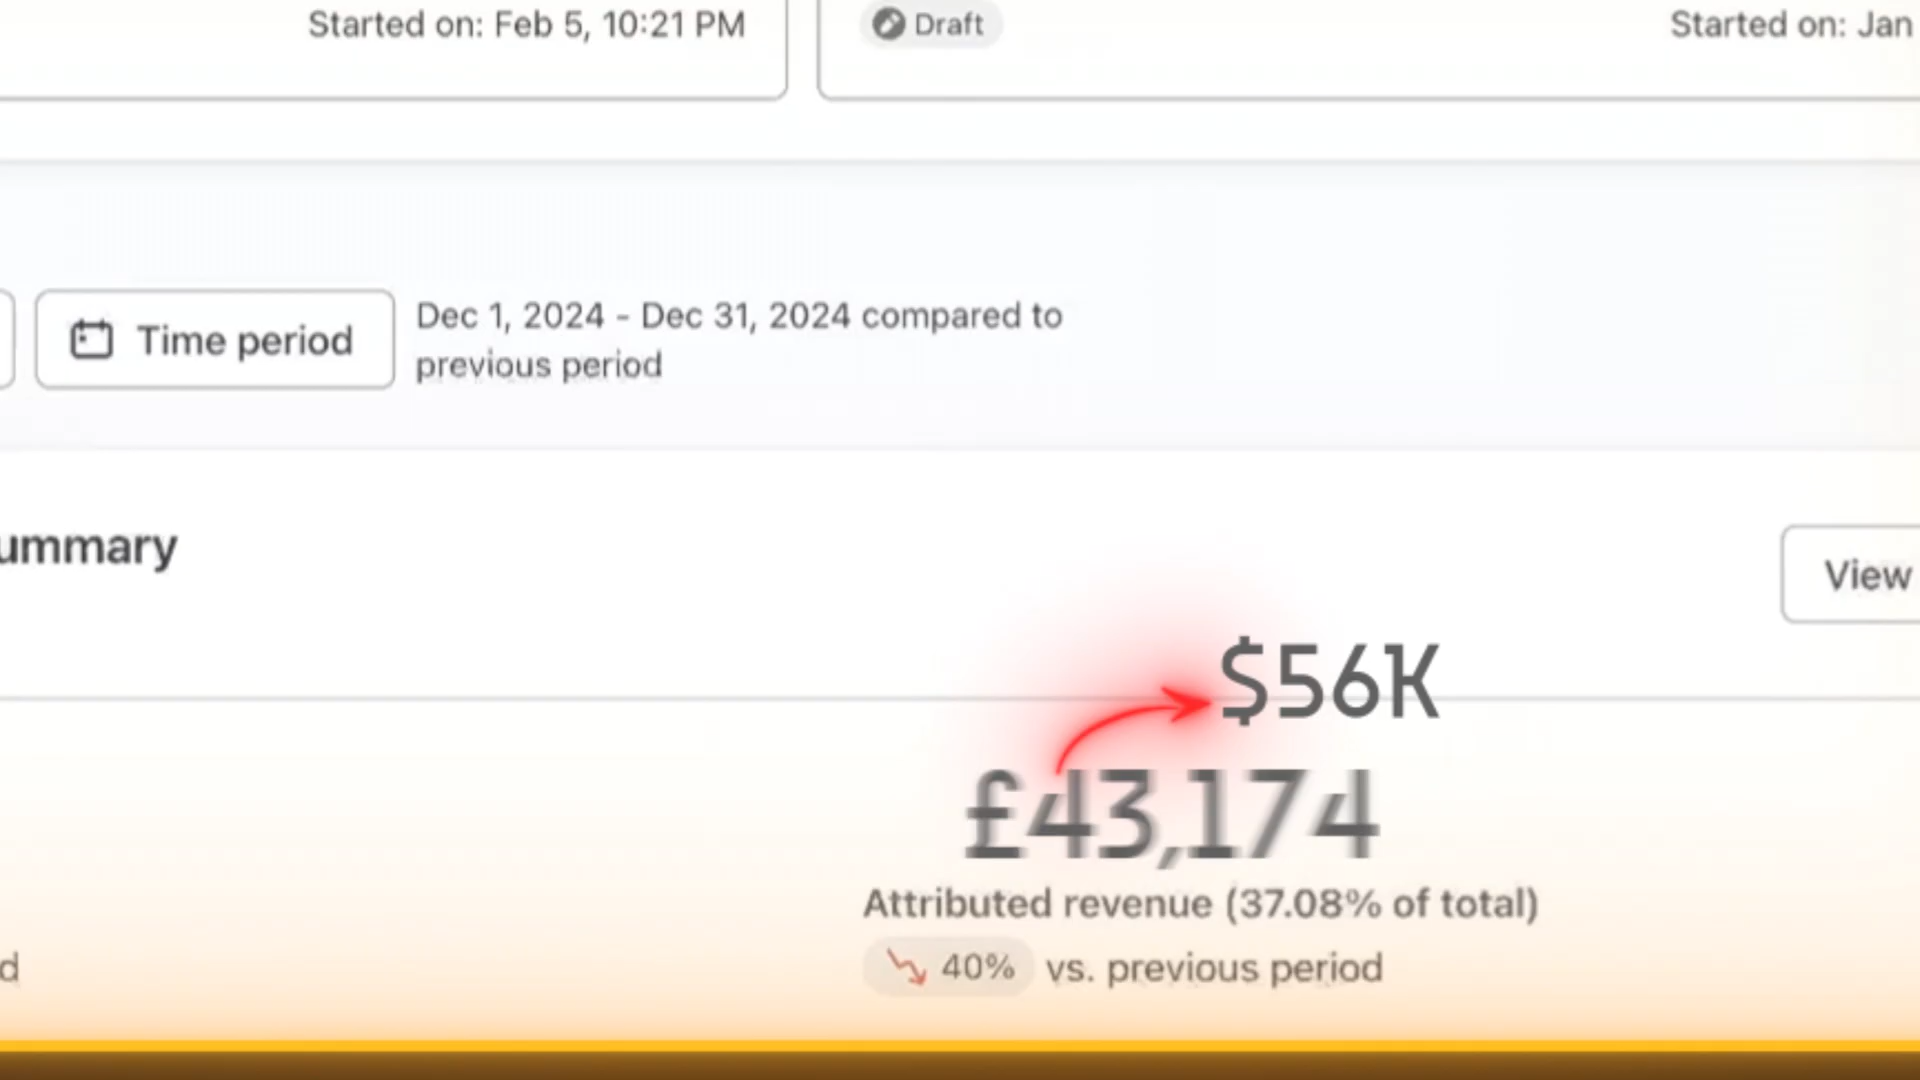 Started on: Feb 5, 10:21 PM
Draft
Started on: Jan
Time period
Dec 1, 2024 - Dec 31, 2024 compared to
previous period
ummary
View
$56K
£43,174
Attributed revenue (37.08% of total)
d
40% vs. previous period